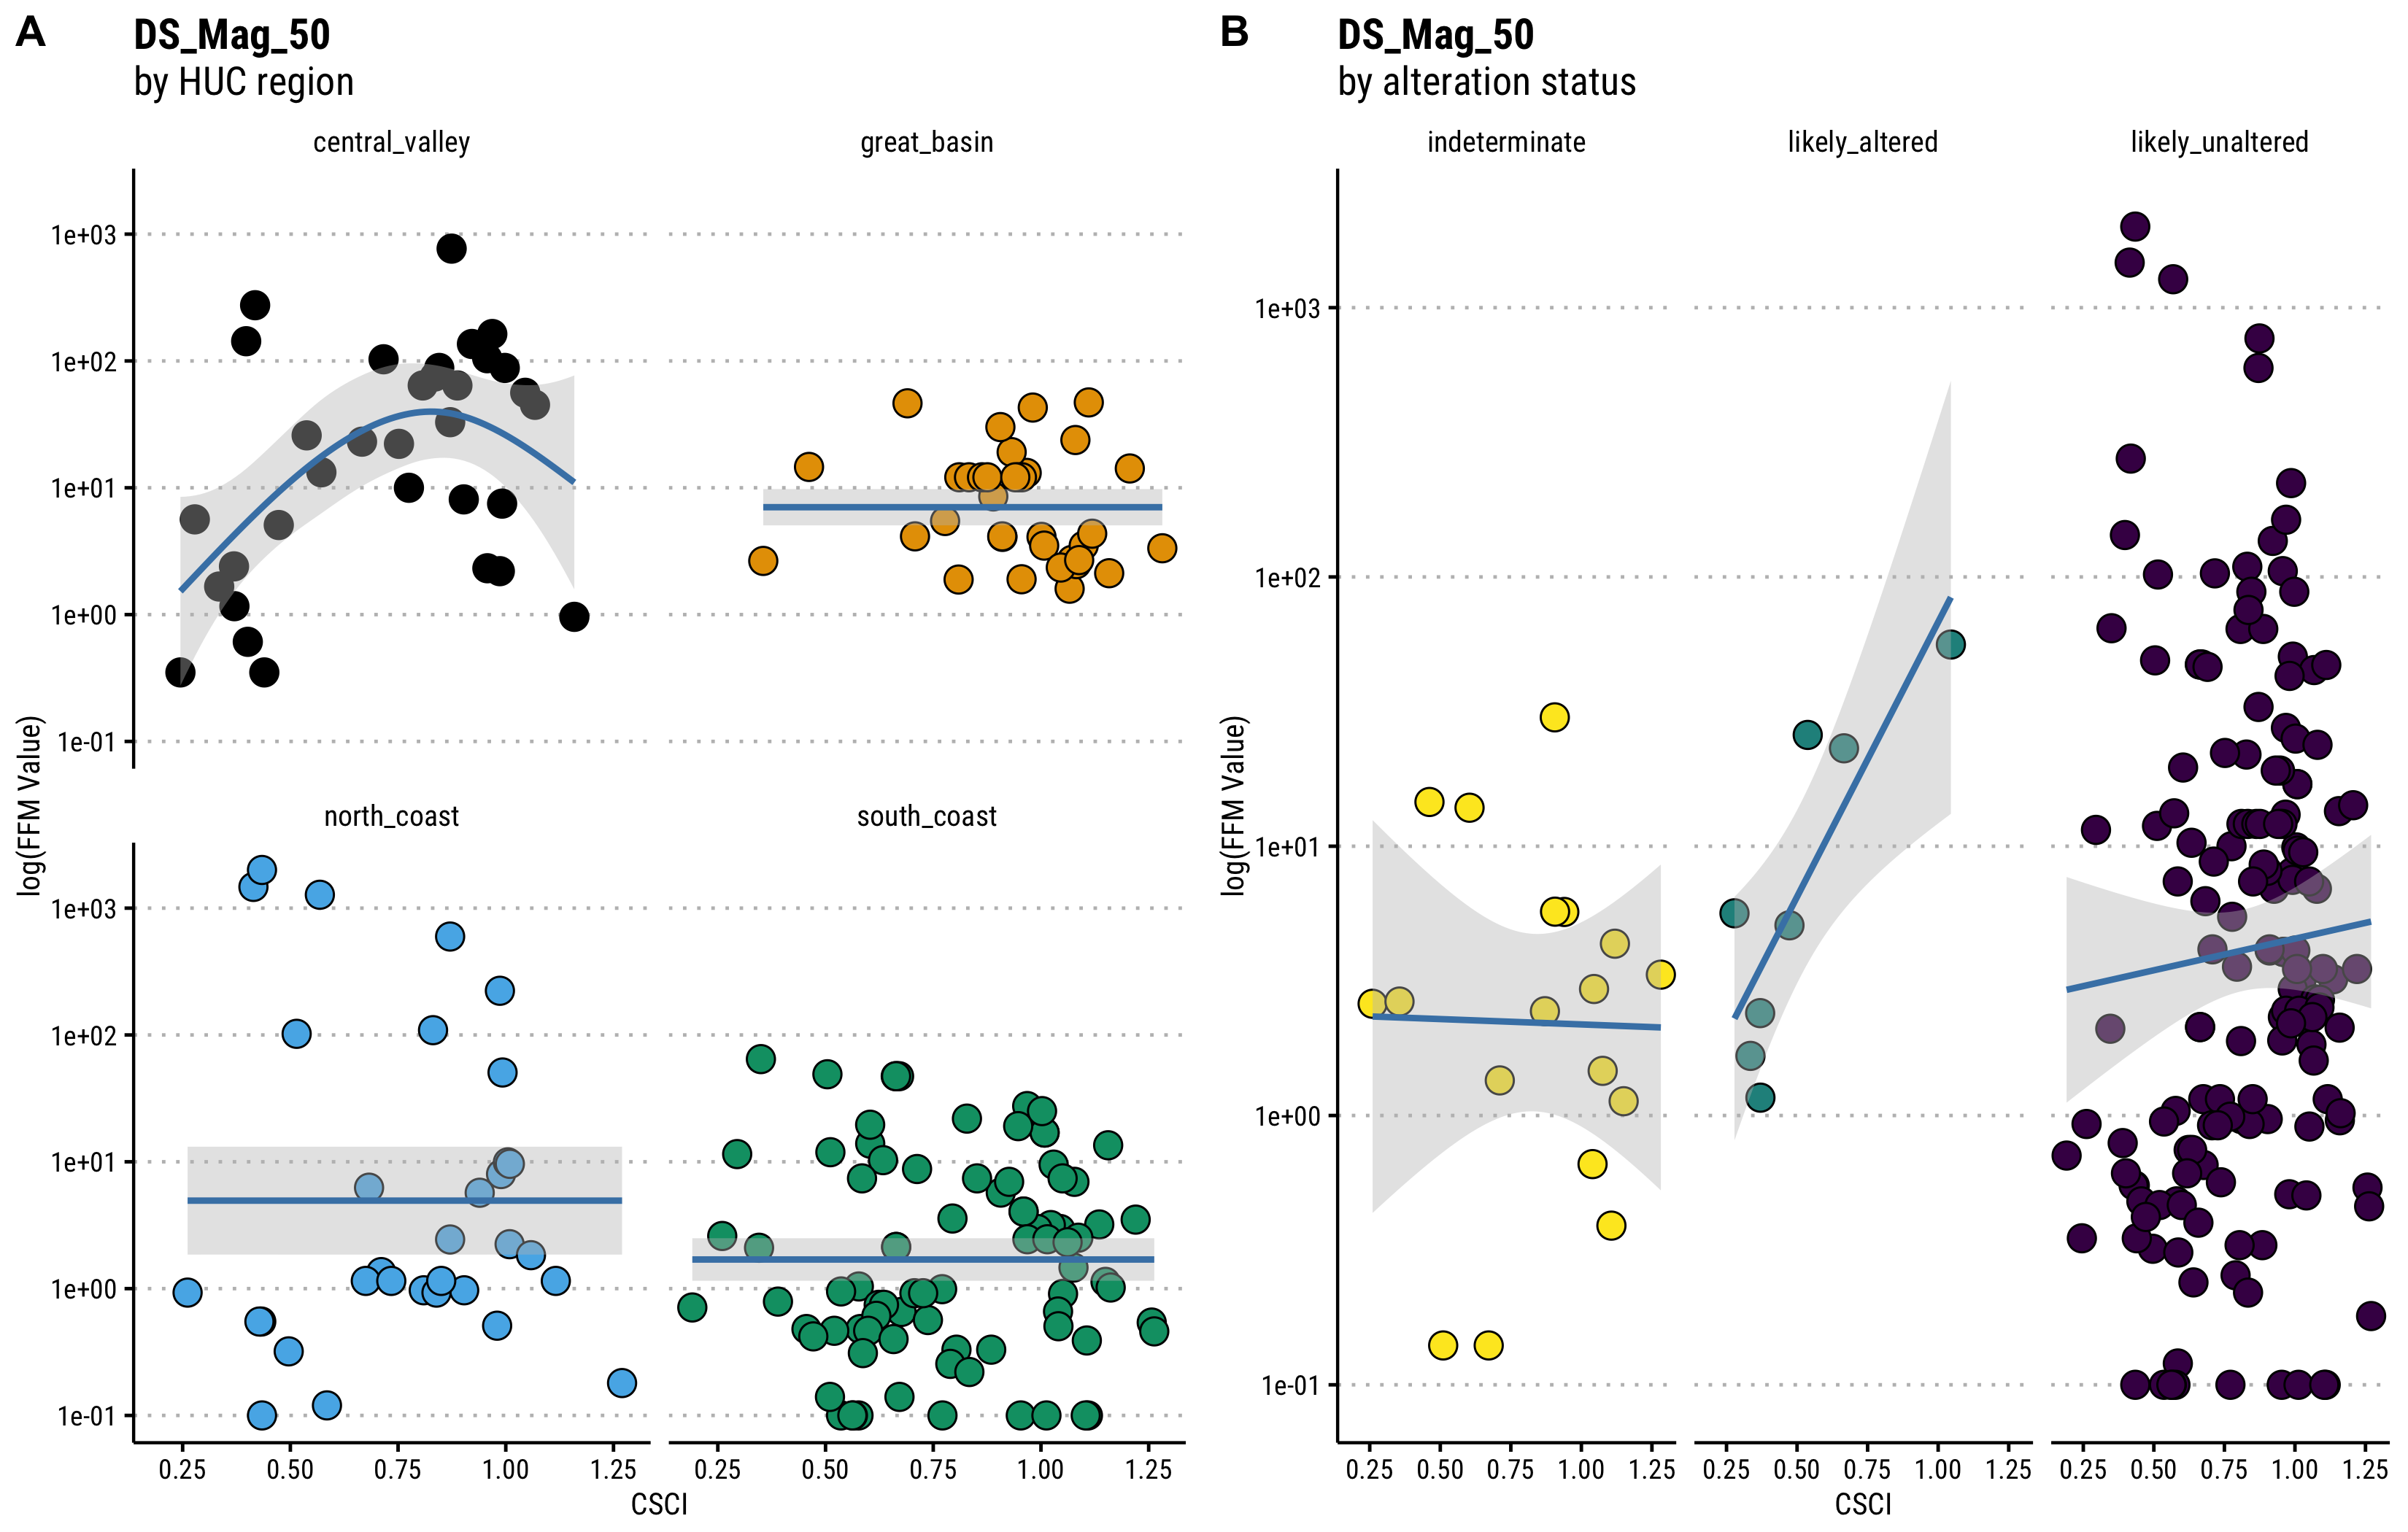 A
DS_Mag_50
by HUC region
central_valley
great_basin
1e+03
1e+02
1e+01
1e+00
1e-01
log(FFM Value)
north_coast
south_coast
1e+03
1e+02
1e+01
1e+00
1e-01
0.25 0.50 0.75 1.00 1.25
0.25 0.50 0.75 1.00 1.25
CSCI
B
DS_Mag_50
by alteration status
indeterminate
likely_altered
likely_unaltered
1e+03
1e+02
1e+01
1e+00
1e-01
log(FFM Value)
0.25 0.50 0.75 1.00 1.25
0.25 0.50 0.75 1.00 1.25
0.25 0.50 0.75 1.00 1.25
CSCI